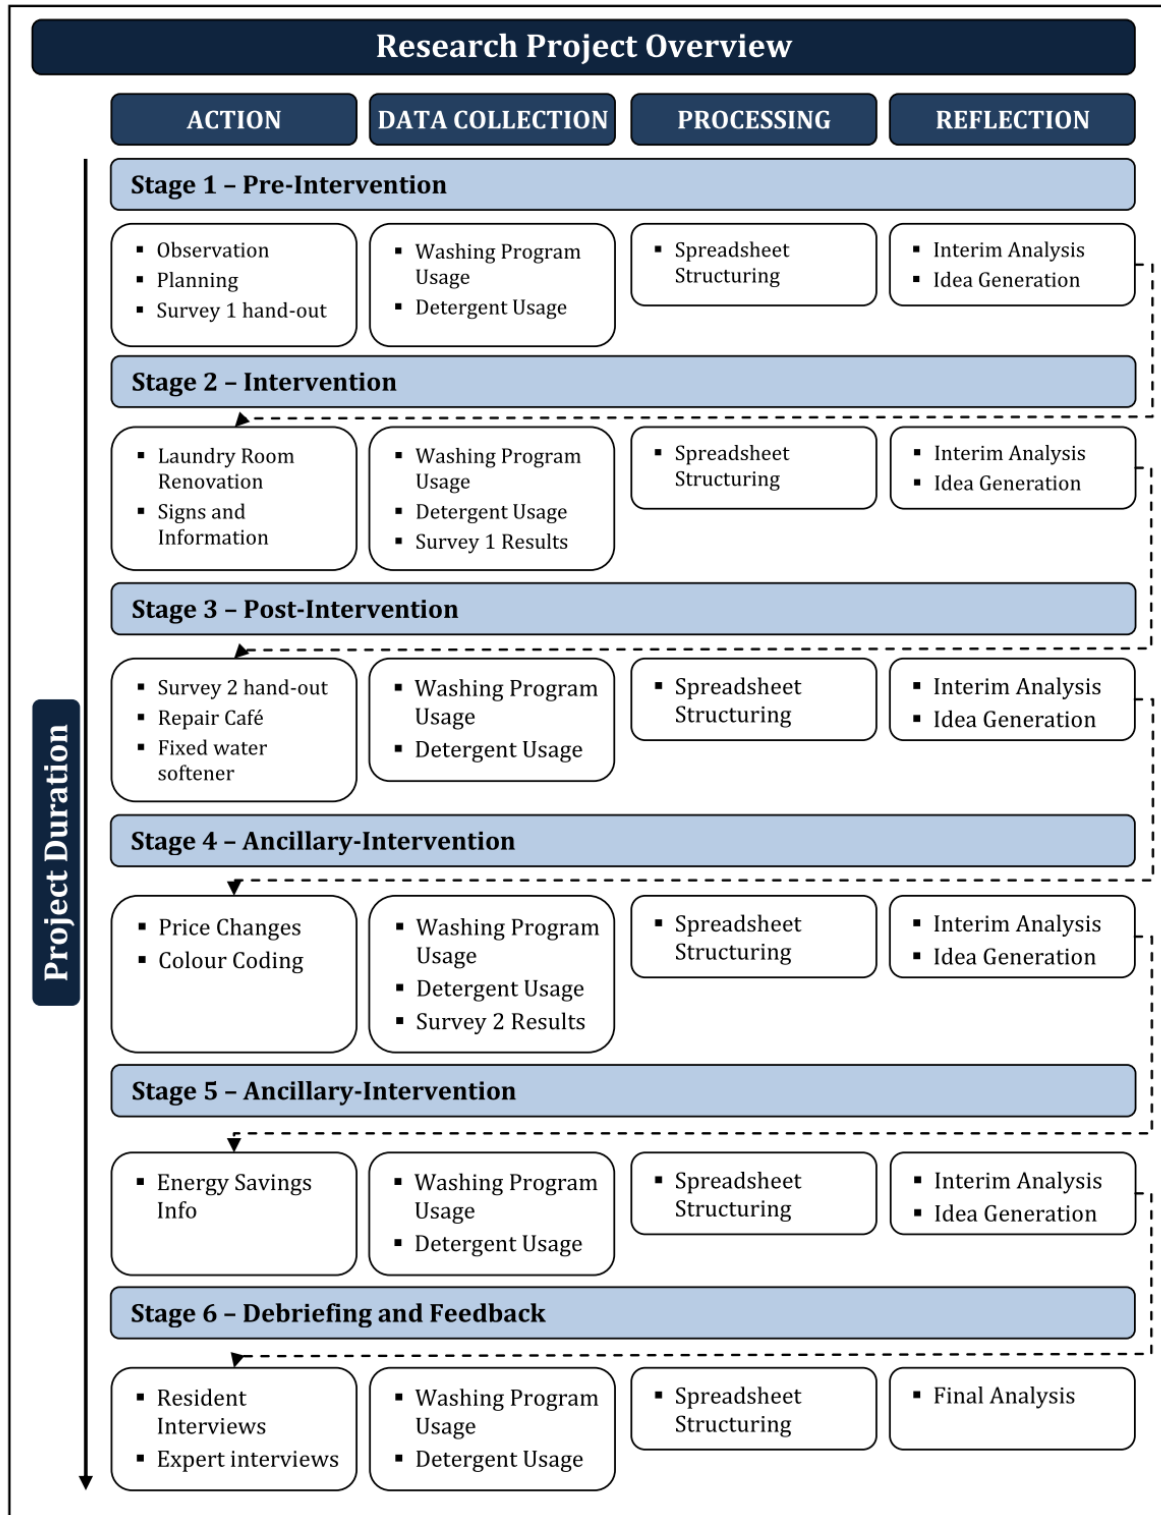 Research Project Overview
ACTION
DATA COLLECTION
PROCESSING
REFLECTION
Project Duration
Stage 1 – Pre-Intervention
▪ Observation
▪ Planning
▪ Survey 1 hand-out
▪ Washing Program
Usage
▪ Detergent Usage
▪ Spreadsheet
Structuring
▪ Interim Analysis
▪ Idea Generation
Stage 2 – Intervention
▪ Laundry Room
Renovation
▪ Signs and
Information
▪ Washing Program
Usage
▪ Detergent Usage
▪ Survey 1 Results
▪ Spreadsheet
Structuring
▪ Interim Analysis
▪ Idea Generation
Stage 3 – Post-Intervention
▪ Survey 2 hand-out
▪ Repair Café
▪ Fixed water
softener
▪ Washing Program
Usage
▪ Detergent Usage
▪ Spreadsheet
Structuring
▪ Interim Analysis
▪ Idea Generation
Stage 4 – Ancillary-Intervention
▪ Price Changes
▪ Colour Coding
▪ Washing Program
Usage
▪ Detergent Usage
▪ Survey 2 Results
▪ Spreadsheet
Structuring
▪ Interim Analysis
▪ Idea Generation
Stage 5 – Ancillary-Intervention
▪ Energy Savings
Info
▪ Washing Program
Usage
▪ Detergent Usage
▪ Spreadsheet
Structuring
▪ Interim Analysis
▪ Idea Generation
Stage 6 – Debriefing and Feedback
▪ Resident
Interviews
▪ Expert interviews
▪ Washing Program
Usage
▪ Detergent Usage
▪ Spreadsheet
Structuring
▪ Final Analysis